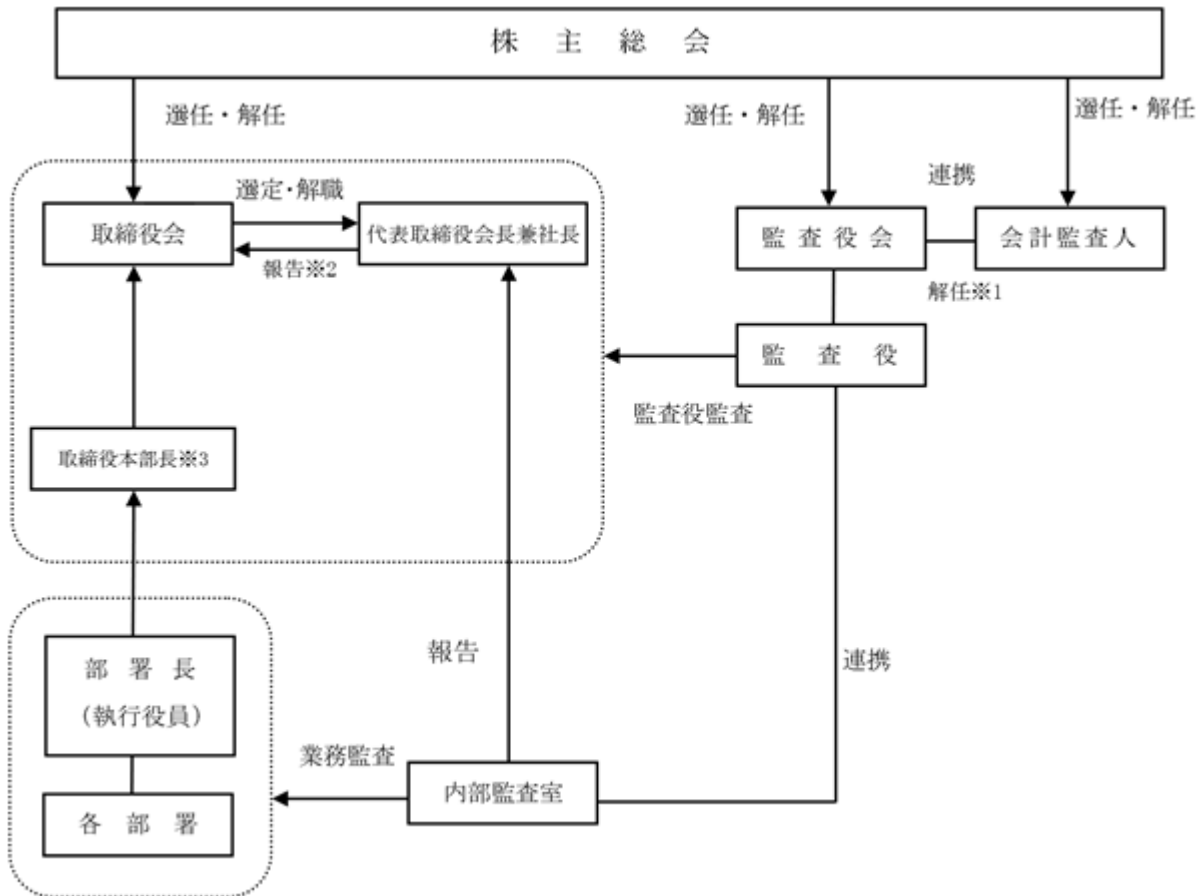 株主総会
選任・解任
選任・解任
選任・解任
選定・解職
連携
取締役会
代表取締役会長兼社長
監査役会
会計監査人
報告※2
解任※1
監査役
監査役監査
取締役本部長※3
部署長
(執行役員)
報告
連携
業務監査
内部監査室
各部署